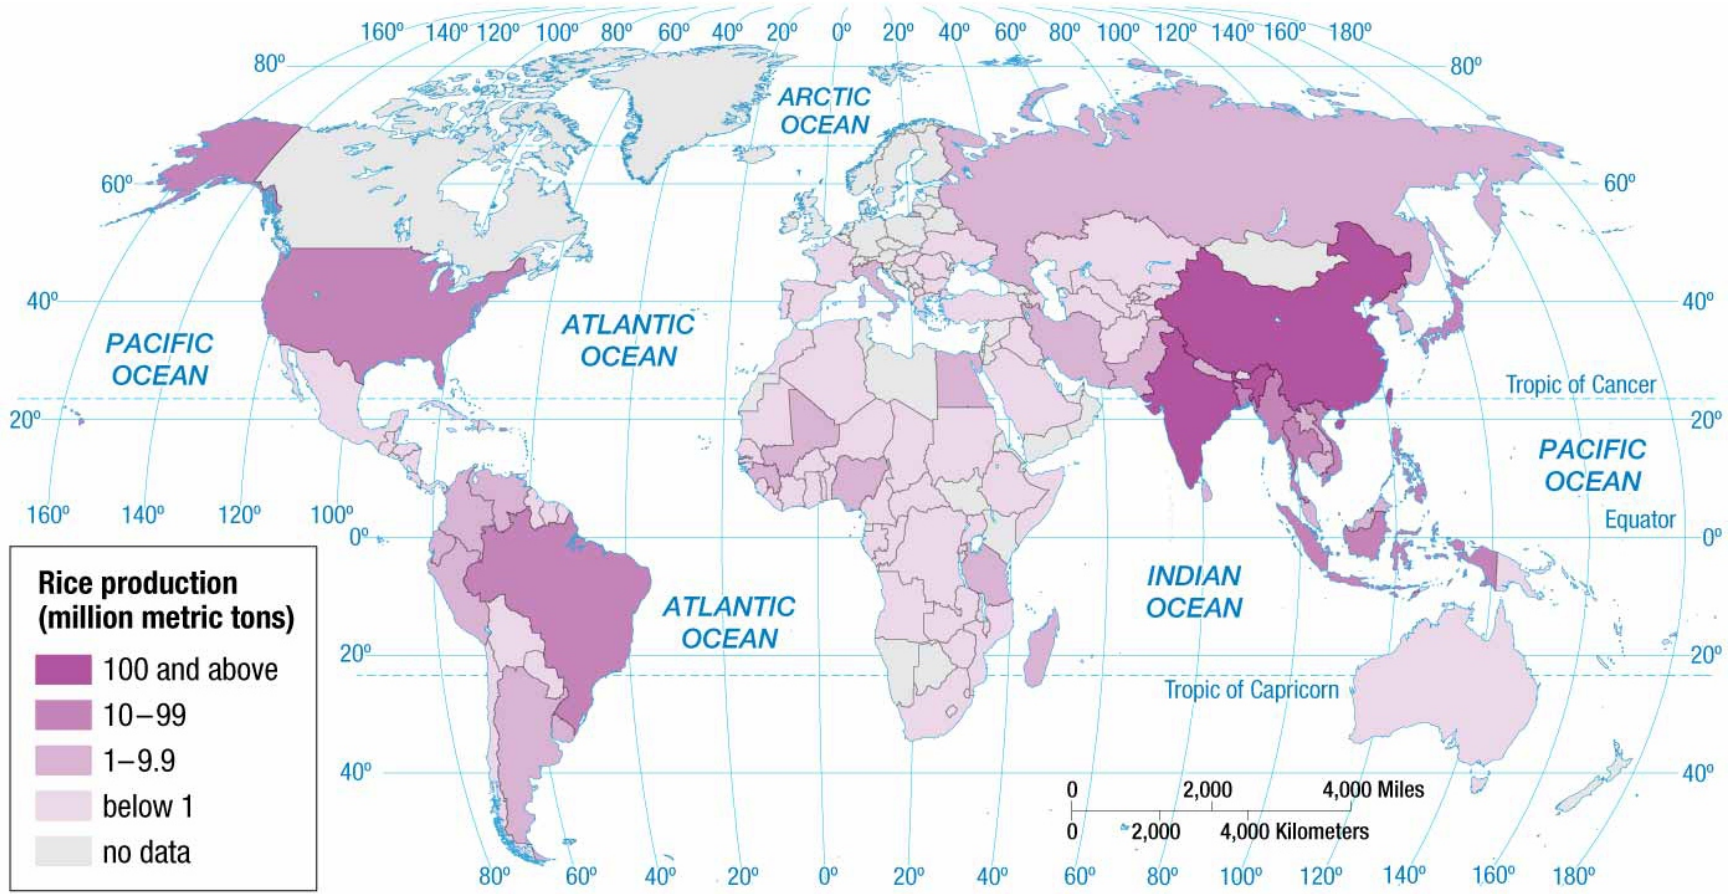 160º 140º 120º 100º 80º 60º 40º 20º 0º 20º 40º 60º 80º 100º 120º 140º 160º 180º
80º 80º
ARCTIC
OCEAN
60º 60º
40º 40º
PACIFIC
OCEAN
ATLANTIC
OCEAN
Tropic of Cancer
20º 20º
PACIFIC
OCEAN
160º 140º 120º 100º
Equator
0º 0º
INDIAN
OCEAN
ATLANTIC
OCEAN
20º 20º
Tropic of Capricorn
40º 40º
Rice production
(million metric tons)
100 and above
10–99
1–9.9
below 1
no data
0 2,000 4,000 Miles
0 2,000 4,000 Kilometers
80º 60º 40º 20º 0º 20º 40º 60º 80º 100º 120º 140º 160º 180º